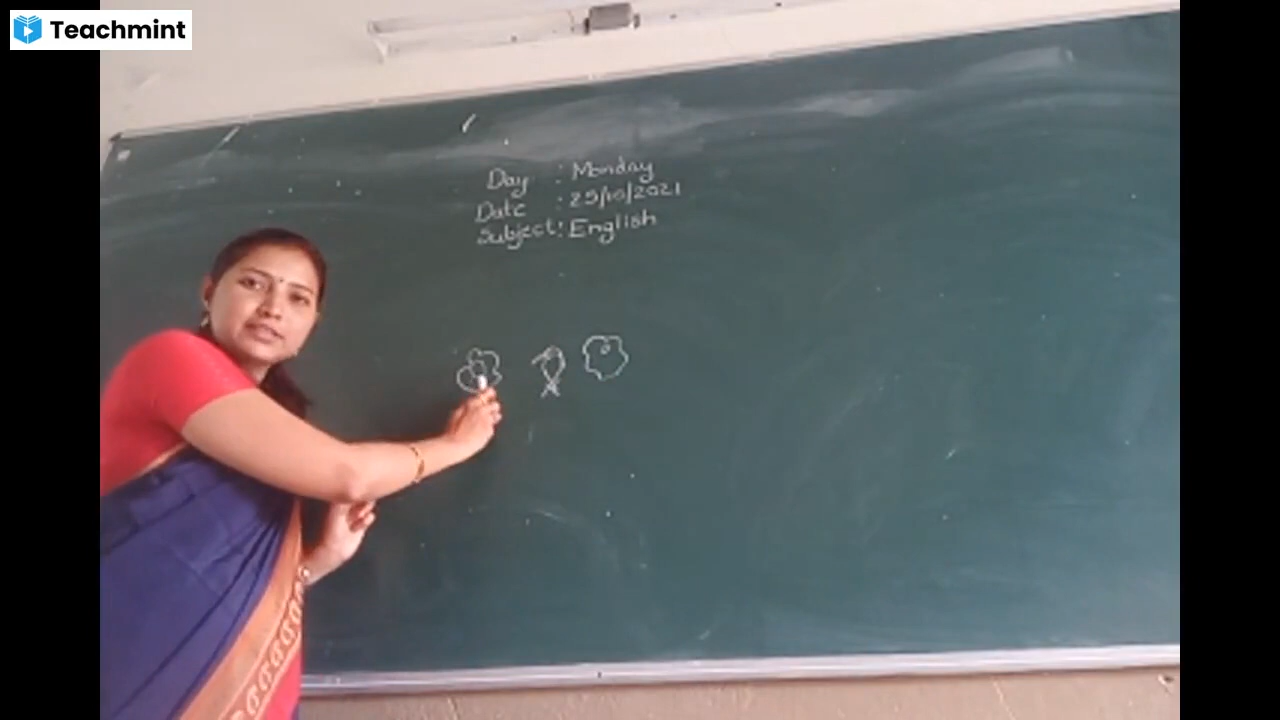 Teachmint
Day : Monday
Date : 25/10/2021
Subject: English